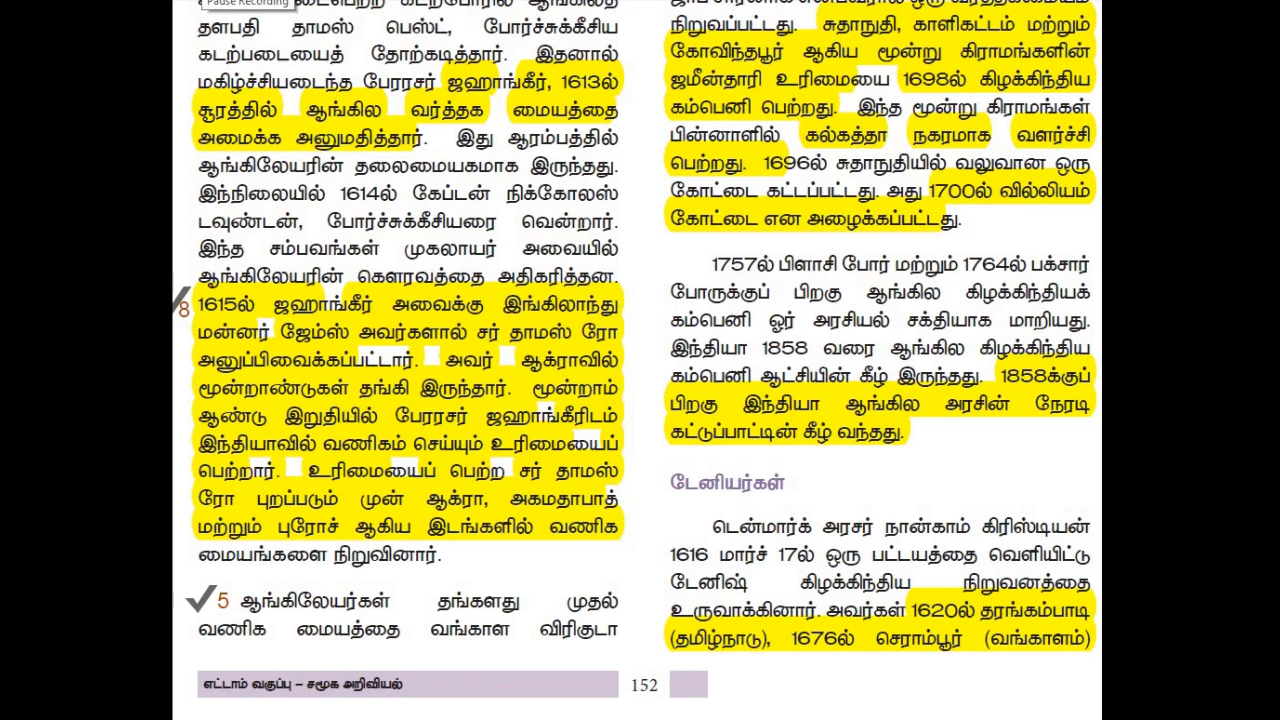 Pause Recording
தளபதி தாமஸ் பெஸ்ட், போர்ச்சுக்கீசிய
கடற்படையைத் தோற்கடித்தார். இதனால்
மகிழ்ச்சியடைந்த பேரரசர் ஜஹாங்கீர், 1613ல்
சூரத்தில் ஆங்கில வர்த்தக மையத்தை
அமைக்க அனுமதித்தார். இது ஆரம்பத்தில்
ஆங்கிலேயரின் தலைமையகமாக இருந்தது.
இந்நிலையில் 1614ல் கேப்டன் நிக்கோலஸ்
டவுண்டன், போர்ச்சுக்கீசியரை வென்றார்.
இந்த சம்பவங்கள் முகலாயர் அவையில்
ஆங்கிலேயரின் கௌரவத்தை அதிகரித்தன.
8 1615ல் ஜஹாங்கீர் அவைக்கு இங்கிலாந்து
மன்னர் ஜேம்ஸ் அவர்களால் சர் தாமஸ் ரோ
அனுப்பிவைக்கப்பட்டார். அவர் ஆக்ராவில்
மூன்றாண்டுகள் தங்கி இருந்தார். மூன்றாம்
ஆண்டு இறுதியில் பேரரசர் ஜஹாங்கீரிடம்
இந்தியாவில் வணிகம் செய்யும் உரிமையைப்
பெற்றார். உரிமையைப் பெற்ற சர் தாமஸ்
ரோ புறப்படும் முன் ஆக்ரா, அகமதாபாத்
மற்றும் புரோச் ஆகிய இடங்களில் வணிக
மையங்களை நிறுவினார்.
5 ஆங்கிலேயர்கள் தங்களது முதல்
வணிக மையத்தை வங்காள விரிகுடா
நிறுவப்பட்டது. சுதாநுதி, காளிகட்டம் மற்றும்
கோவிந்தபூர் ஆகிய மூன்று கிராமங்களின்
ஜமீன்தாரி உரிமையை 1698ல் கிழக்கிந்திய
கம்பெனி பெற்றது. இந்த மூன்று கிராமங்கள்
பின்னாளில் கல்கத்தா நகரமாக வளர்ச்சி
பெற்றது. 1696ல் சுதாநுதியில் வலுவான ஒரு
கோட்டை கட்டப்பட்டது. அது 1700ல் வில்லியம்
கோட்டை என அழைக்கப்பட்டது.
1757ல் பிளாசி போர் மற்றும் 1764ல் பக்சார்
போருக்குப் பிறகு ஆங்கில கிழக்கிந்தியக்
கம்பெனி ஓர் அரசியல் சக்தியாக மாறியது.
இந்தியா 1858 வரை ஆங்கில கிழக்கிந்திய
கம்பெனி ஆட்சியின் கீழ் இருந்தது. 1858க்குப்
பிறகு இந்தியா ஆங்கில அரசின் நேரடி
கட்டுப்பாட்டின் கீழ் வந்தது.
டேனியர்கள்
டென்மார்க் அரசர் நான்காம் கிரிஸ்டியன்
1616 மார்ச் 17ல் ஒரு பட்டயத்தை வெளியிட்டு
டேனிஷ் கிழக்கிந்திய நிறுவனத்தை
உருவாக்கினார். அவர்கள் 1620ல் தரங்கம்பாடி
(தமிழ்நாடு), 1676ல் செராம்பூர் (வங்காளம்)
எட்டாம் வகுப்பு – சமூக அறிவியல் 152